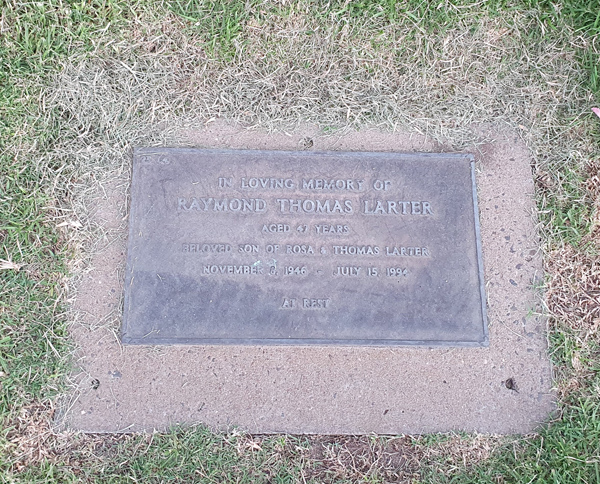 IN LOVING MEMORY OF
RAYMOND THOMAS LARTER
AGED 47 YEARS
BELOVED SON OF ROSA & THOMAS LARTER
NOVEMBER 1946 - JULY 15, 1994
AT REST